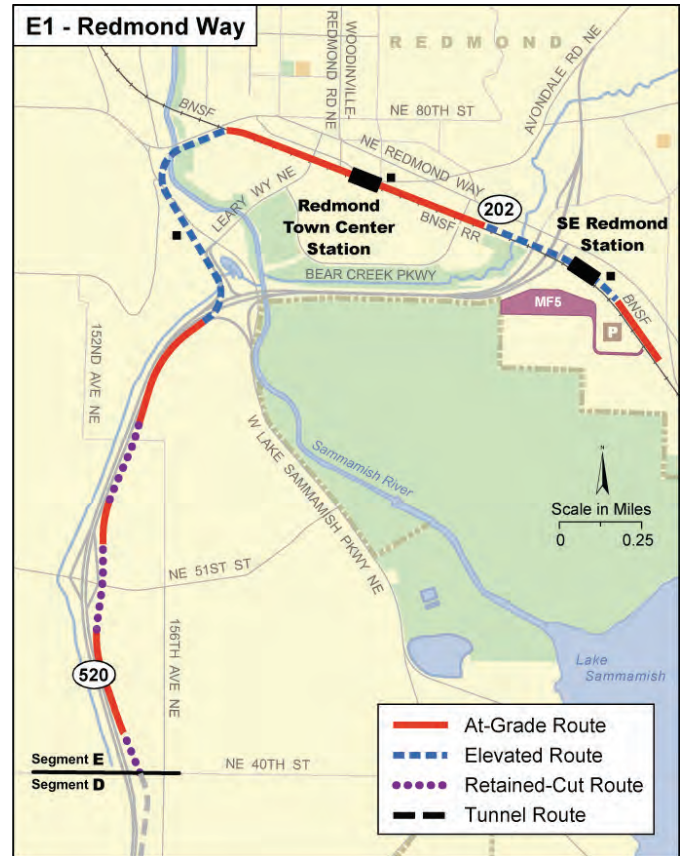 E1 - Redmond Way
REDMOND
WOODINVILLE-
REDMOND RD NE
AVONDALE RD NE
BNSF
NE 80TH ST
NE REDMOND WAY
LEARY WY NE
202
Redmond
Town Center
Station
BNSF RR
SE Redmond
Station
BEAR CREEK PKWY
MF5
BNSF
P
152ND AVE NE
W LAKE SAMMAMISH PKWY NE
Sammamish River
Scale in Miles
0 0.25
NE 51ST ST
156TH AVE NE
520
Lake
Sammamish
Segment E
Segment D
NE 40TH ST
At-Grade Route
Elevated Route
Retained-Cut Route
Tunnel Route